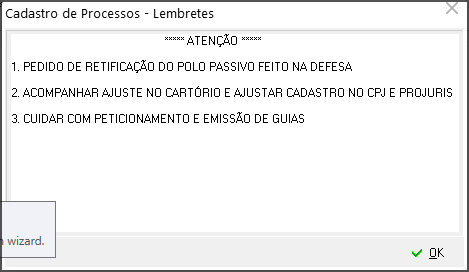 Cadastro de Processos - Lembretes
***** ATENÇÃO *****
1. PEDIDO DE RETIFICAÇÃO DO POLO PASSIVO FEITO NA DEFESA
2. ACOMPANHAR AJUSTE NO CARTÓRIO E AJUSTAR CADASTRO NO CPJ E PROJURIS
3. CUIDAR COM PETICIONAMENTO E EMISSÃO DE GUIAS
wizard.
OK